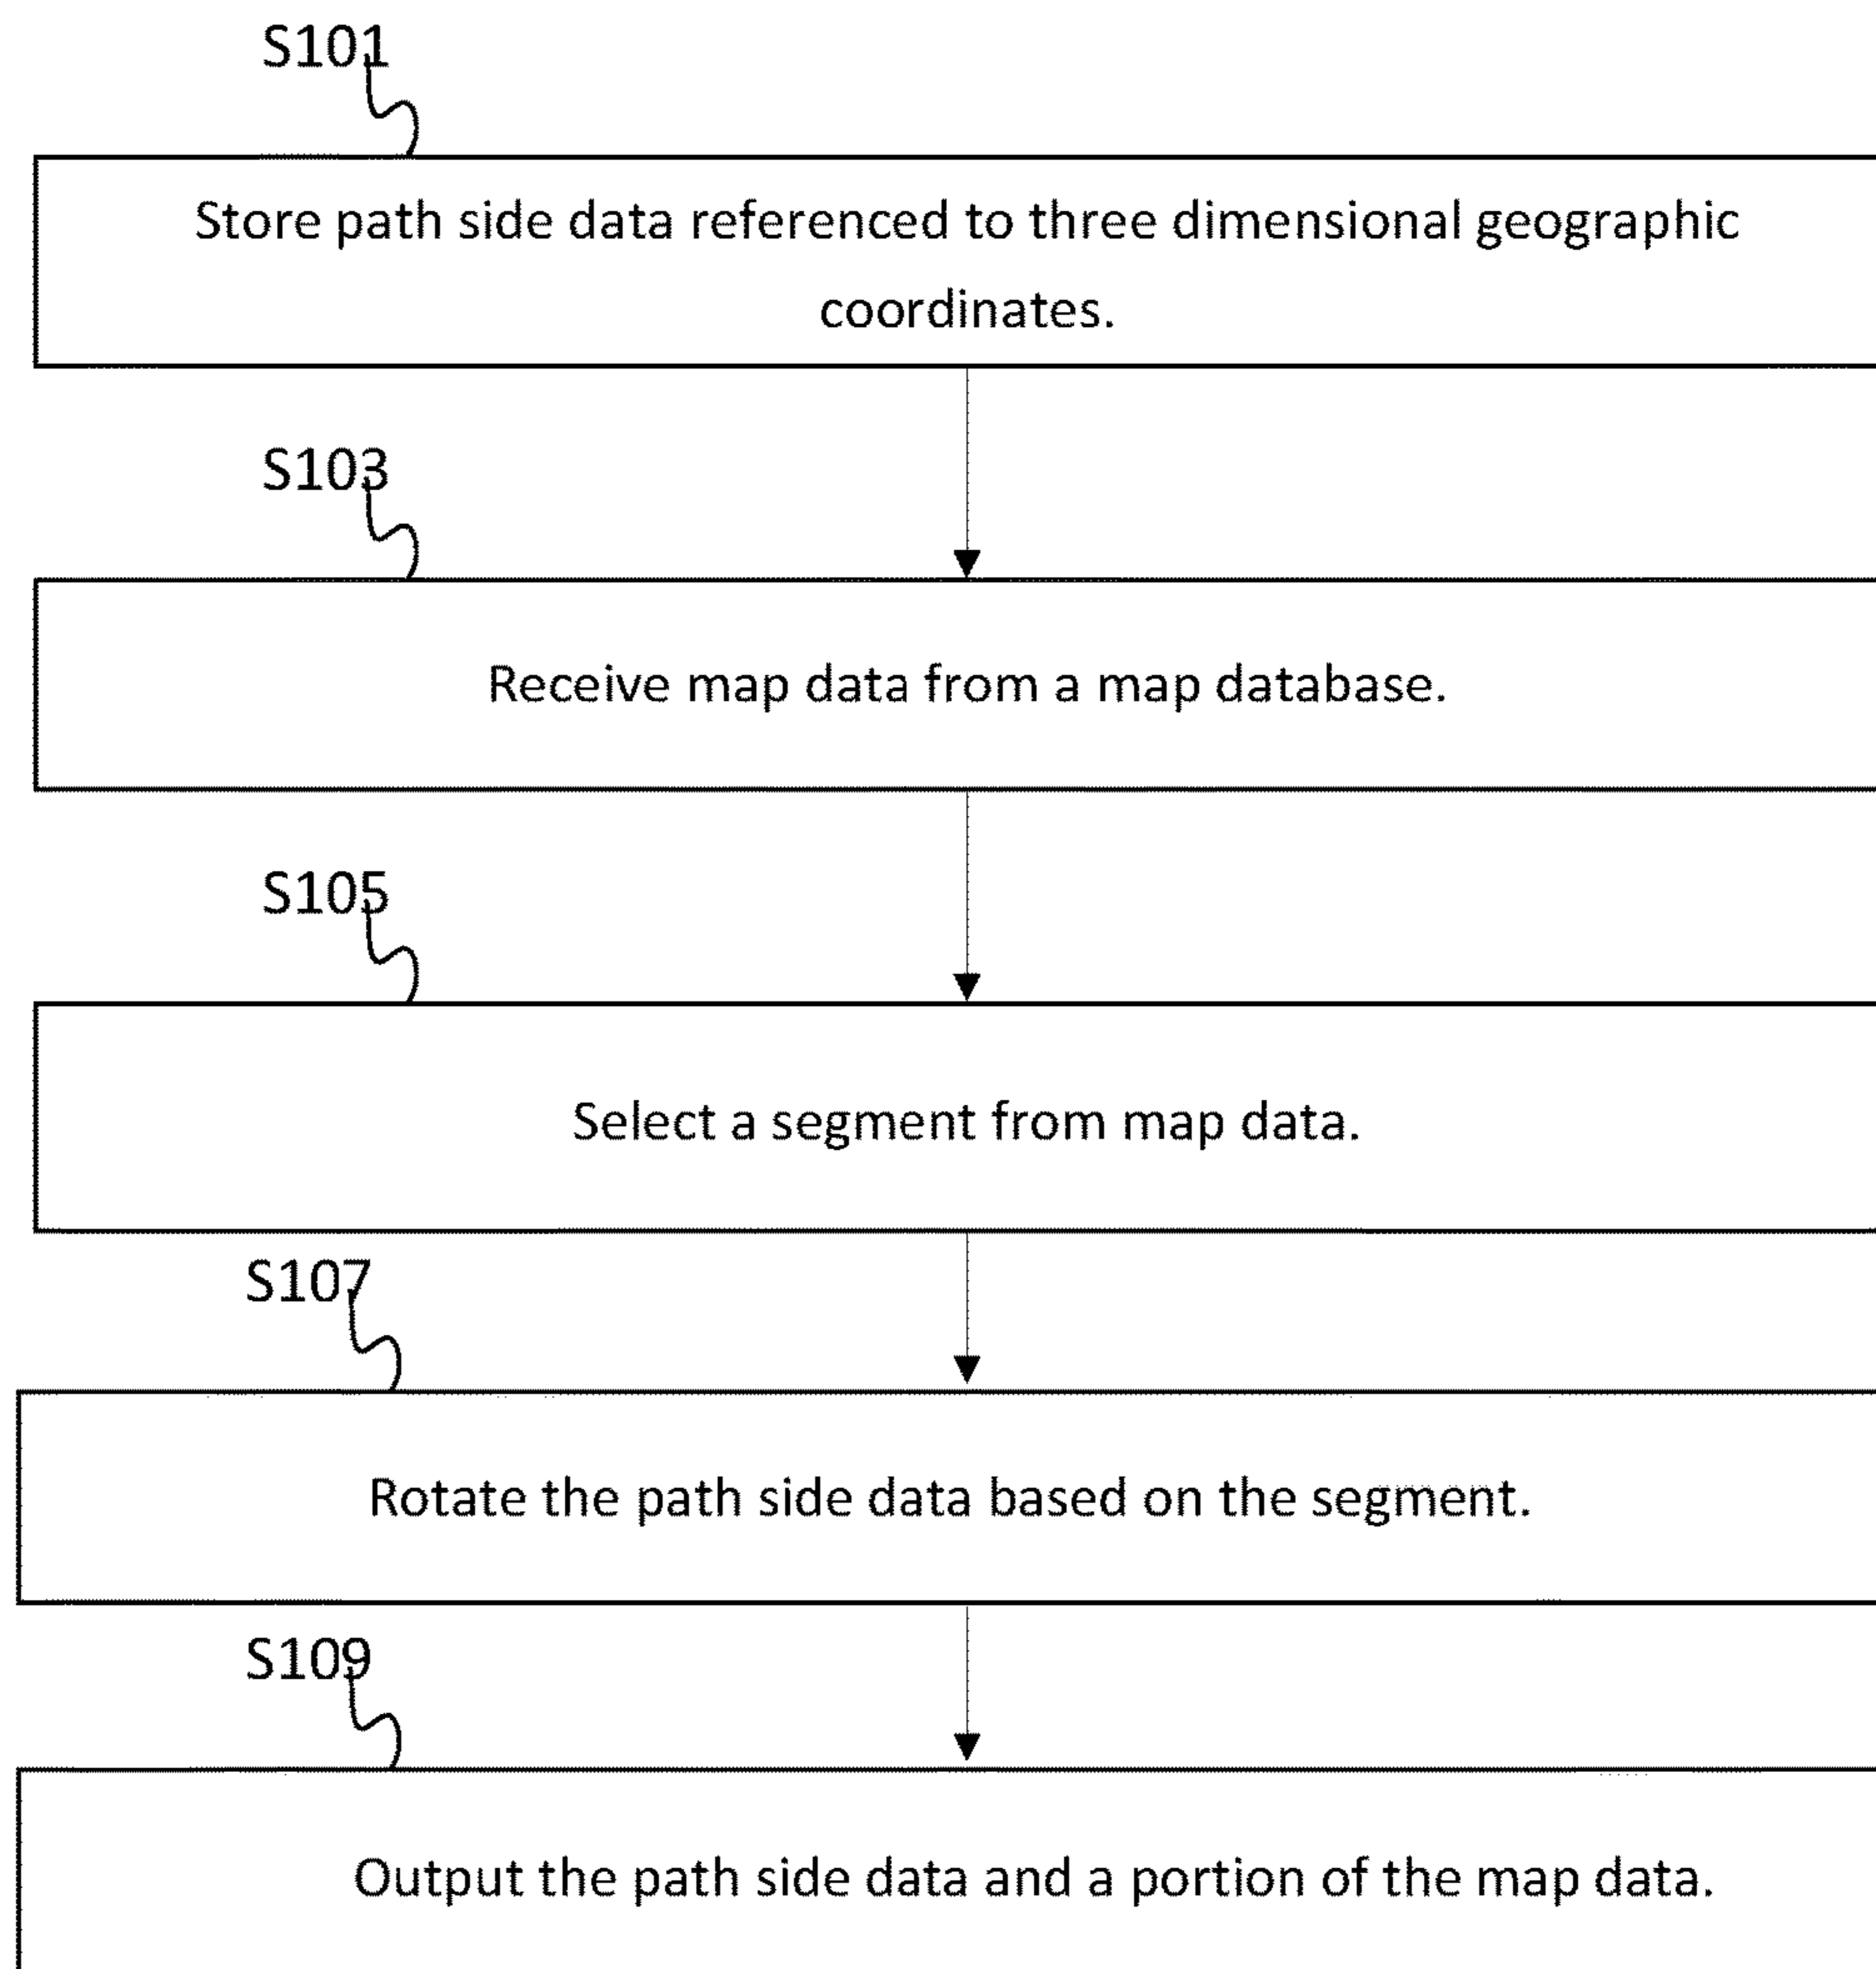 S101
Store path side data referenced to three dimensional geographic
coordinates.
S103
Receive map data from a map database.
S105
Select a segment from map data.
S107
Rotate the path side data based on the segment.
S109
Output the path side data and a portion of the map data.